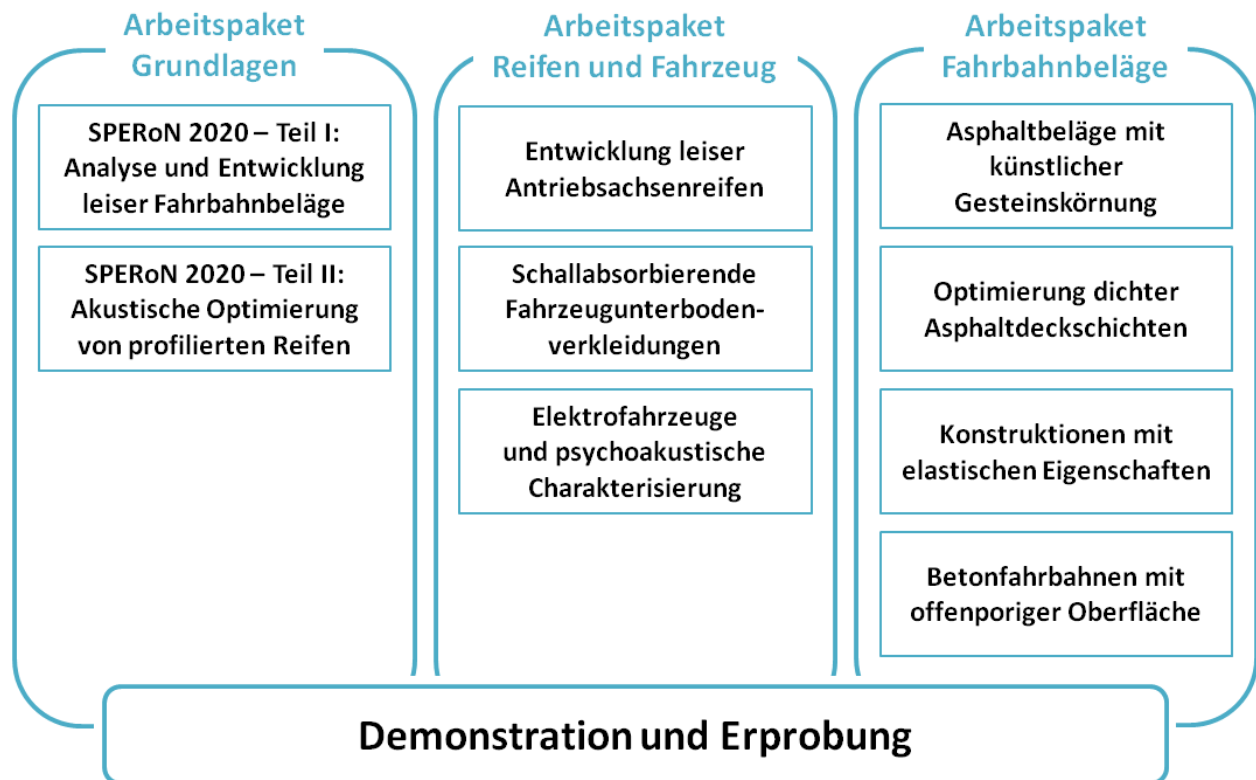 Arbeitspaket
Grundlagen
SPERoN 2020 – Teil I:
Analyse und Entwicklung
leiser Fahrbahnbeläge
SPERoN 2020 – Teil II:
Akustische Optimierung
von profilierten Reifen
Arbeitspaket
Reifen und Fahrzeug
Entwicklung leiser
Antriebsachsenreifen
Schallabsorbierende
Fahrzeugunterboden-
verkleidungen
Elektrofahrzeuge
und psychoakustische
Charakterisierung
Arbeitspaket
Fahrbahnbeläge
Asphaltbeläge mit
künstlicher
Gesteinskörnung
Optimierung dichter
Asphaltdeckschichten
Konstruktionen mit
elastischen Eigenschaften
Betonfahrbahnen mit
offenporiger Oberfläche
Demonstration und Erprobung